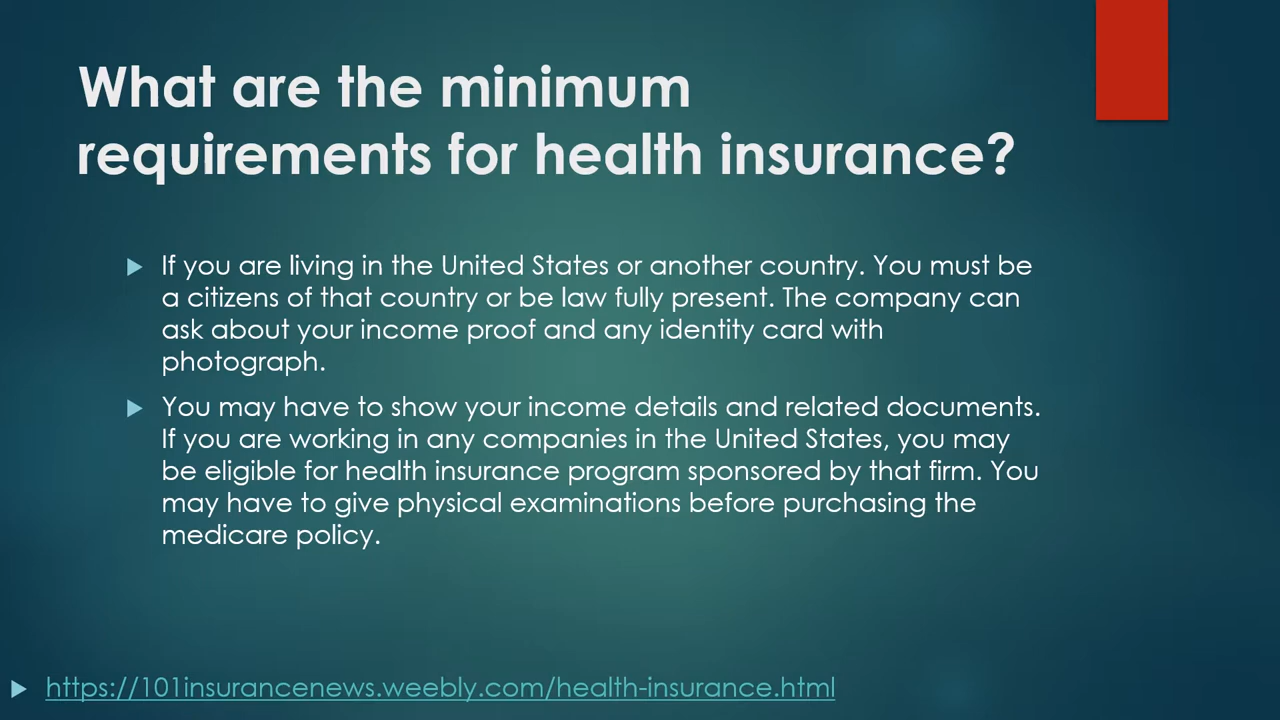 What are the minimum
requirements for health insurance?
If you are living in the United States or another country. You must be
a citizens of that country or be law fully present. The company can
ask about your income proof and any identity card with
photograph.
You may have to show your income details and related documents.
If you are working in any companies in the United States, you may
be eligible for health insurance program sponsored by that firm. You
may have to give physical examinations before purchasing the
medicare policy.
https://101insurancenews.weebly.com/health-insurance.html